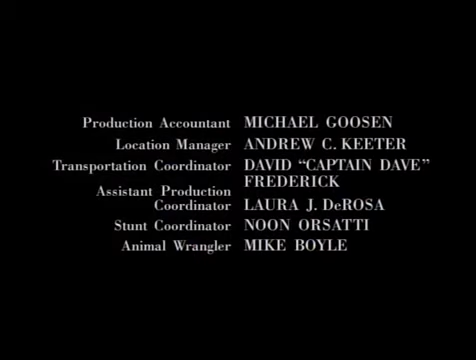 Production Accountant MICHAEL GOOSEN
Location Manager ANDREW C. KEETER
Transportation Coordinator DAVID “CAPTAIN DAVE”
FREDERICK
Assistant Production
Coordinator LAURA J. DeROSA
Stunt Coordinator NOON ORSATTI
Animal Wrangler MIKE BOYLE